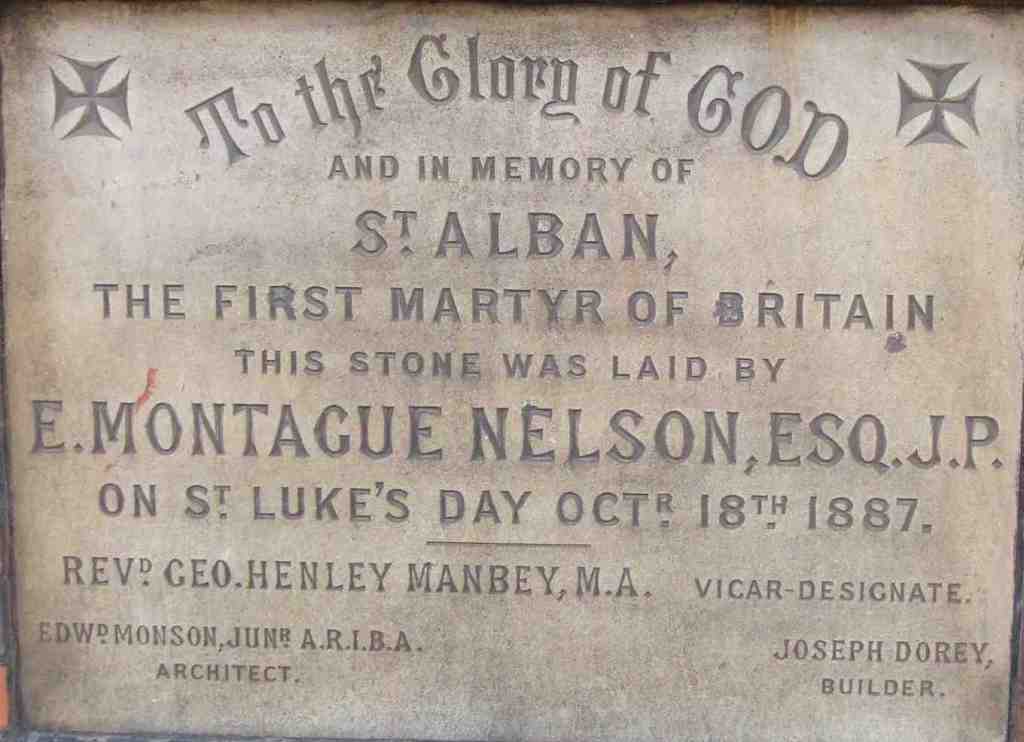 To the Glory of GOD
AND IN MEMORY OF
ST. ALBAN,
THE FIRST MARTYR OF BRITAIN
THIS STONE WAS LAID BY
E. MONTAGUE NELSON, ESQ. J.P.
ON ST. LUKE'S DAY OCTR. 18TH. 1887.
REVD. GEO. HENLEY MANBEY, M.A. VICAR-DESIGNATE.
EDWD. MONSON, JUNR. A.R.I.B.A.
ARCHITECT.
JOSEPH DOREY,
BUILDER.